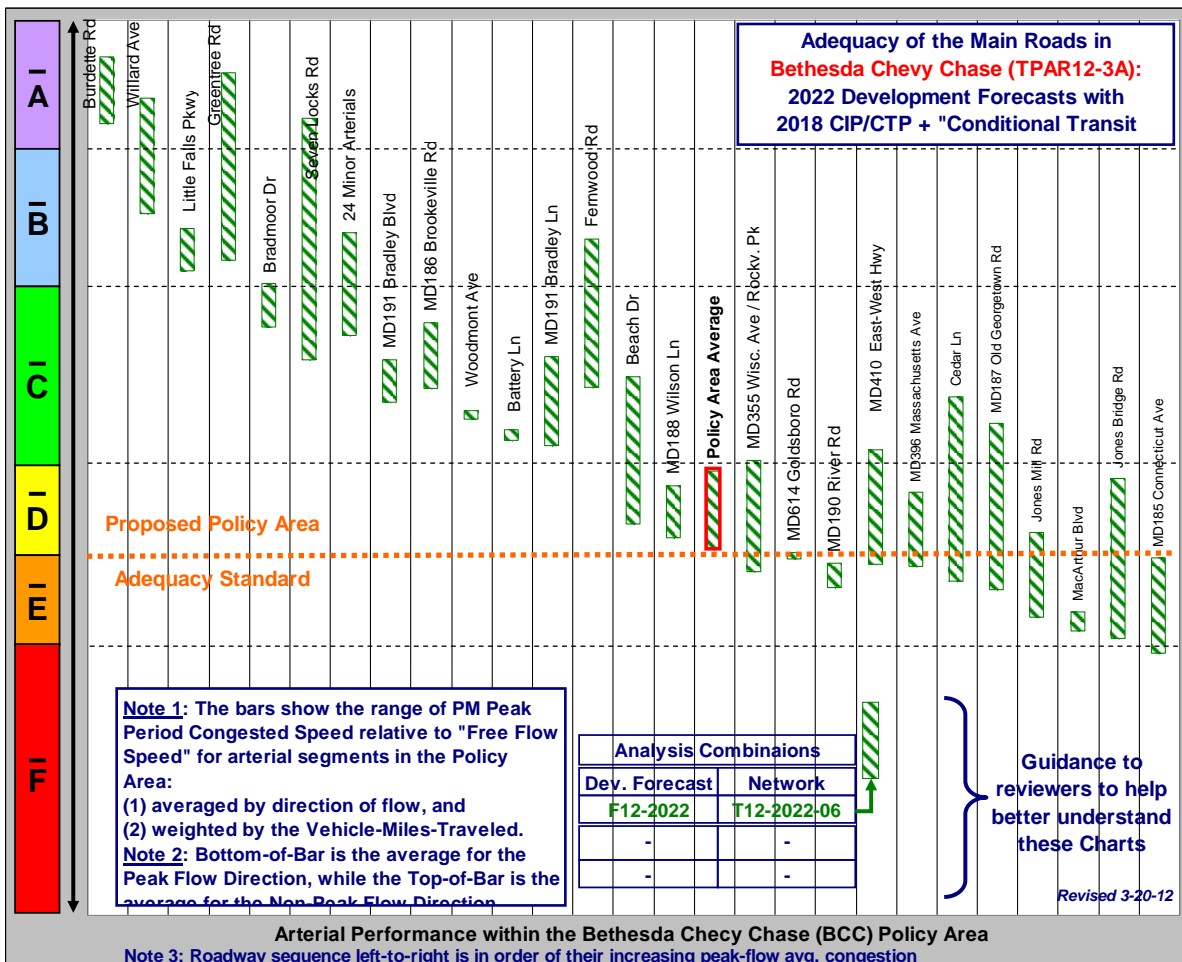 Adequacy of the Main Roads in
Bethesda Chevy Chase (TPAR12-3A):
2022 Development Forecasts with
2018 CIP/CTP + "Conditional Transit
A
B
C
D
E
F
Burdette Rd
Willard Ave
Little Falls Pkwy
Greentree Rd
Bradmoor Dr
Seven Locks Rd
24 Minor Arterials
MD191 Bradley Blvd
MD186 Brookeville Rd
Woodmont Ave
Battery Ln
MD191 Bradley Ln
Fernwood Rd
Beach Dr
MD188 Wilson Ln
Policy Area Average
MD355 Wisc. Ave / Rockv. Pk
MD614 Goldsboro Rd
MD190 River Rd
MD410 East-West Hwy
MD396 Massachusetts Ave
Cedar Ln
MD187 Old Georgetown Rd
Jones Mill Rd
MacArthur Blvd
Jones Bridge Rd
MD185 Connecticut Ave
Proposed Policy Area
Adequacy Standard
Note 1: The bars show the range of PM Peak
Period Congested Speed relative to "Free Flow
Speed" for arterial segments in the Policy
Area:
(1) averaged by direction of flow, and
(2) weighted by the Vehicle-Miles-Traveled.
Note 2: Bottom-of-Bar is the average for the
Peak Flow Direction, while the Top-of-Bar is the
average for the Non-Peak Flow Direction
Analysis Combinaions
Dev. Forecast Network
F12-2022 T12-2022-06
- -
- -
Guidance to
reviewers to help
better understand
these Charts
Revised 3-20-12
Arterial Performance within the Bethesda Checy Chase (BCC) Policy Area
Note 3: Roadway sequence left-to-right is in order of their increasing peak-flow avg. congestion